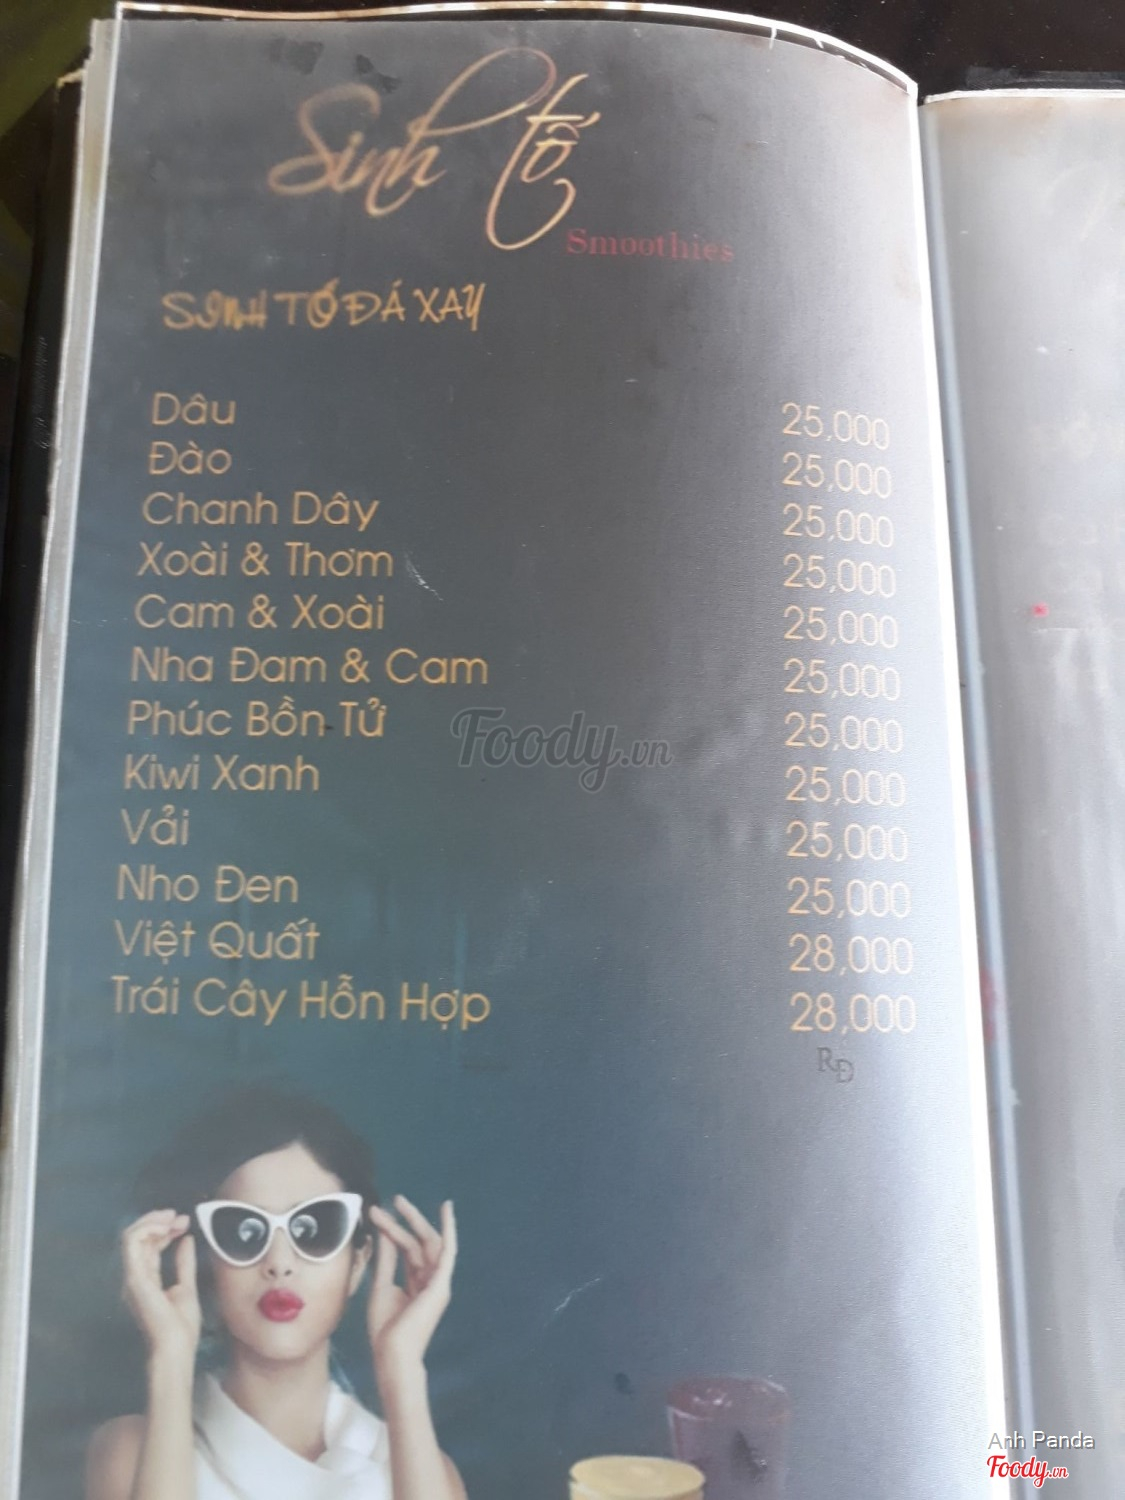 Sinh tố
Smoothies
SINH TỐ ĐÁ XAY
Dâu 25,000
Đào 25,000
Chanh Dây 25,000
Xoài & Thơm 25,000
Cam & Xoài 25,000
Nha Đam & Cam 25,000
Phúc Bồn Tử 25,000
Kiwi Xanh 25,000
Vải 25,000
Nho Đen 25,000
Việt Quất 28,000
Trái Cây Hỗn Hợp 28,000
RĐ
Foody.vn
Anh Panda
Foody.vn